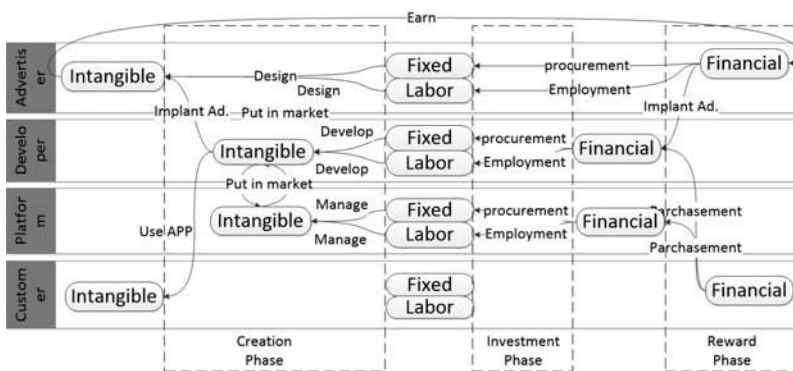 Earn
Advertis
er
Intangible
Design
Design
Fixed
Labor
procurement
Employment
Financial
Implant Ad.
Put in market
Implant Ad.
Develo
per
Intangible
Develop
Develop
Fixed
Labor
procurement
Employment
Financial
Put in market
Platfor
m
Use APP
Intangible
Manage
Manage
Fixed
Labor
procurement
Employment
Financial
Parchasement
Parchasement
Custom
er
Intangible
Fixed
Labor
Financial
Creation
Phase
Investment
Phase
Reward
Phase